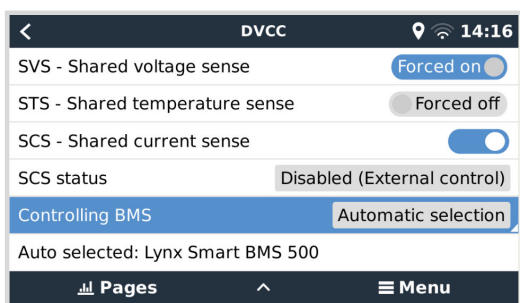 DVCC 14:16
SVS - Shared voltage sense Forced on
STS - Shared temperature sense Forced off
SCS - Shared current sense
SCS status Disabled (External control)
Controlling BMS Automatic selection
Auto selected: Lynx Smart BMS 500
Pages Menu